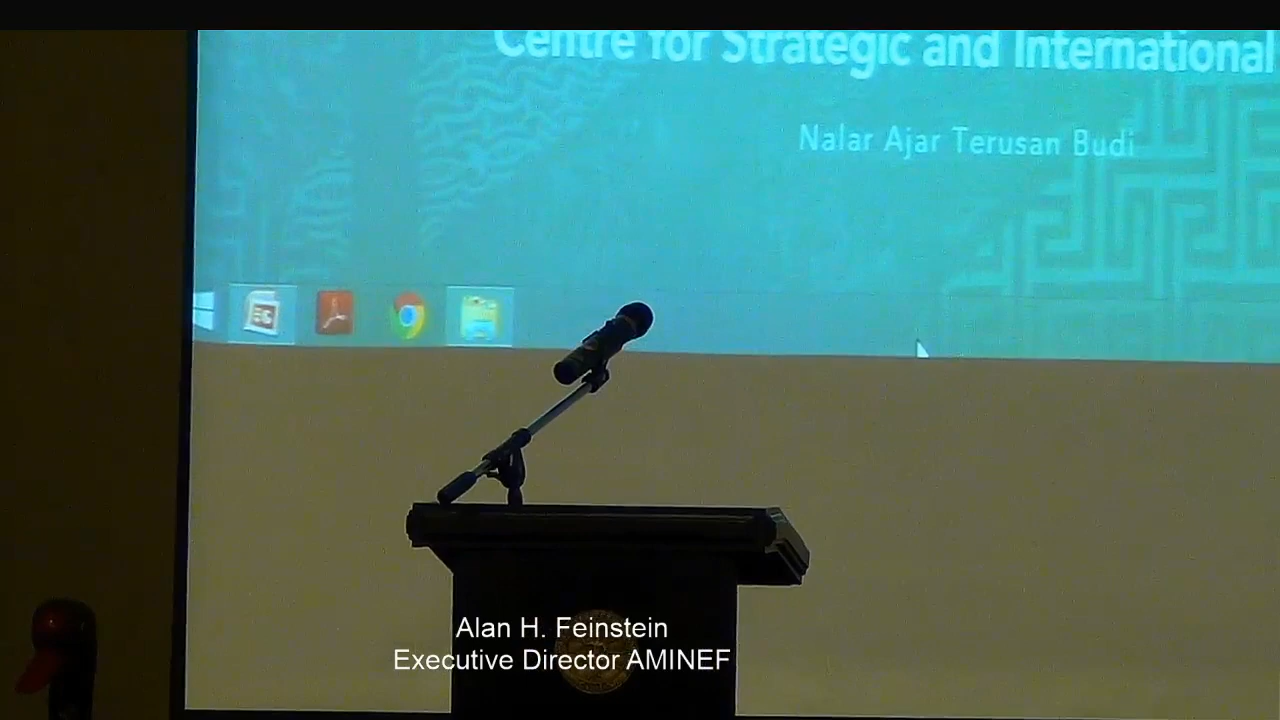 Centre for Strategic and International
Nalar Ajar Terusan Budi
Alan H. Feinstein
Executive Director AMINEF